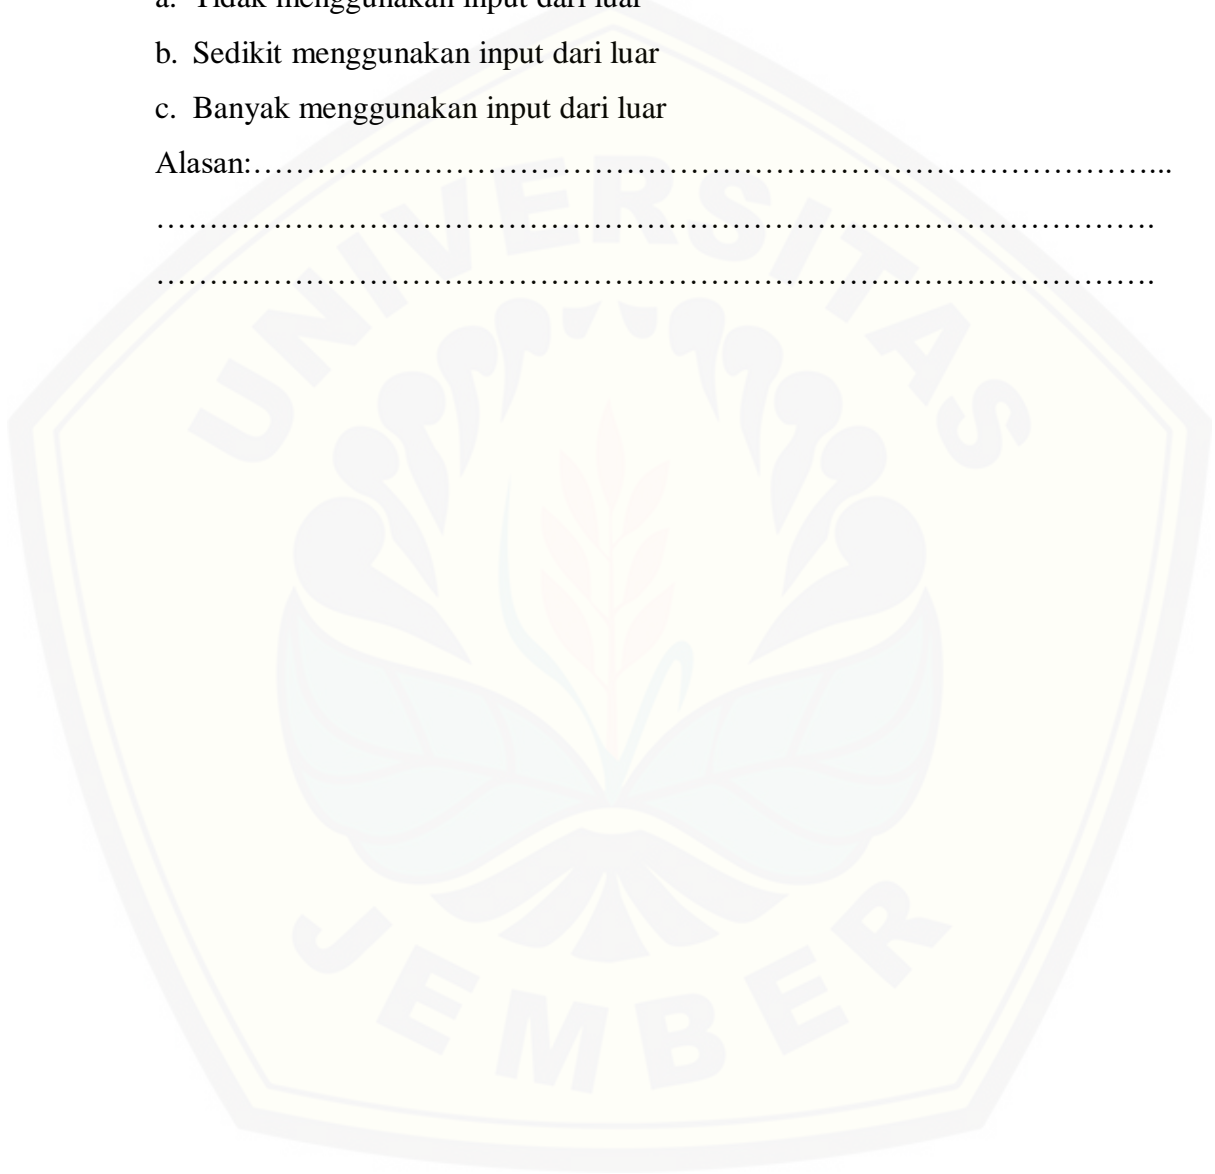 a. Tidak menggunakan input dari luar
b. Sedikit menggunakan input dari luar
c. Banyak menggunakan input dari luar
Alasan:…………………………………………………………………………...
………………………………………………………………………………….
………………………………………………………………………………….
UNIVERSITAS
JEMBER